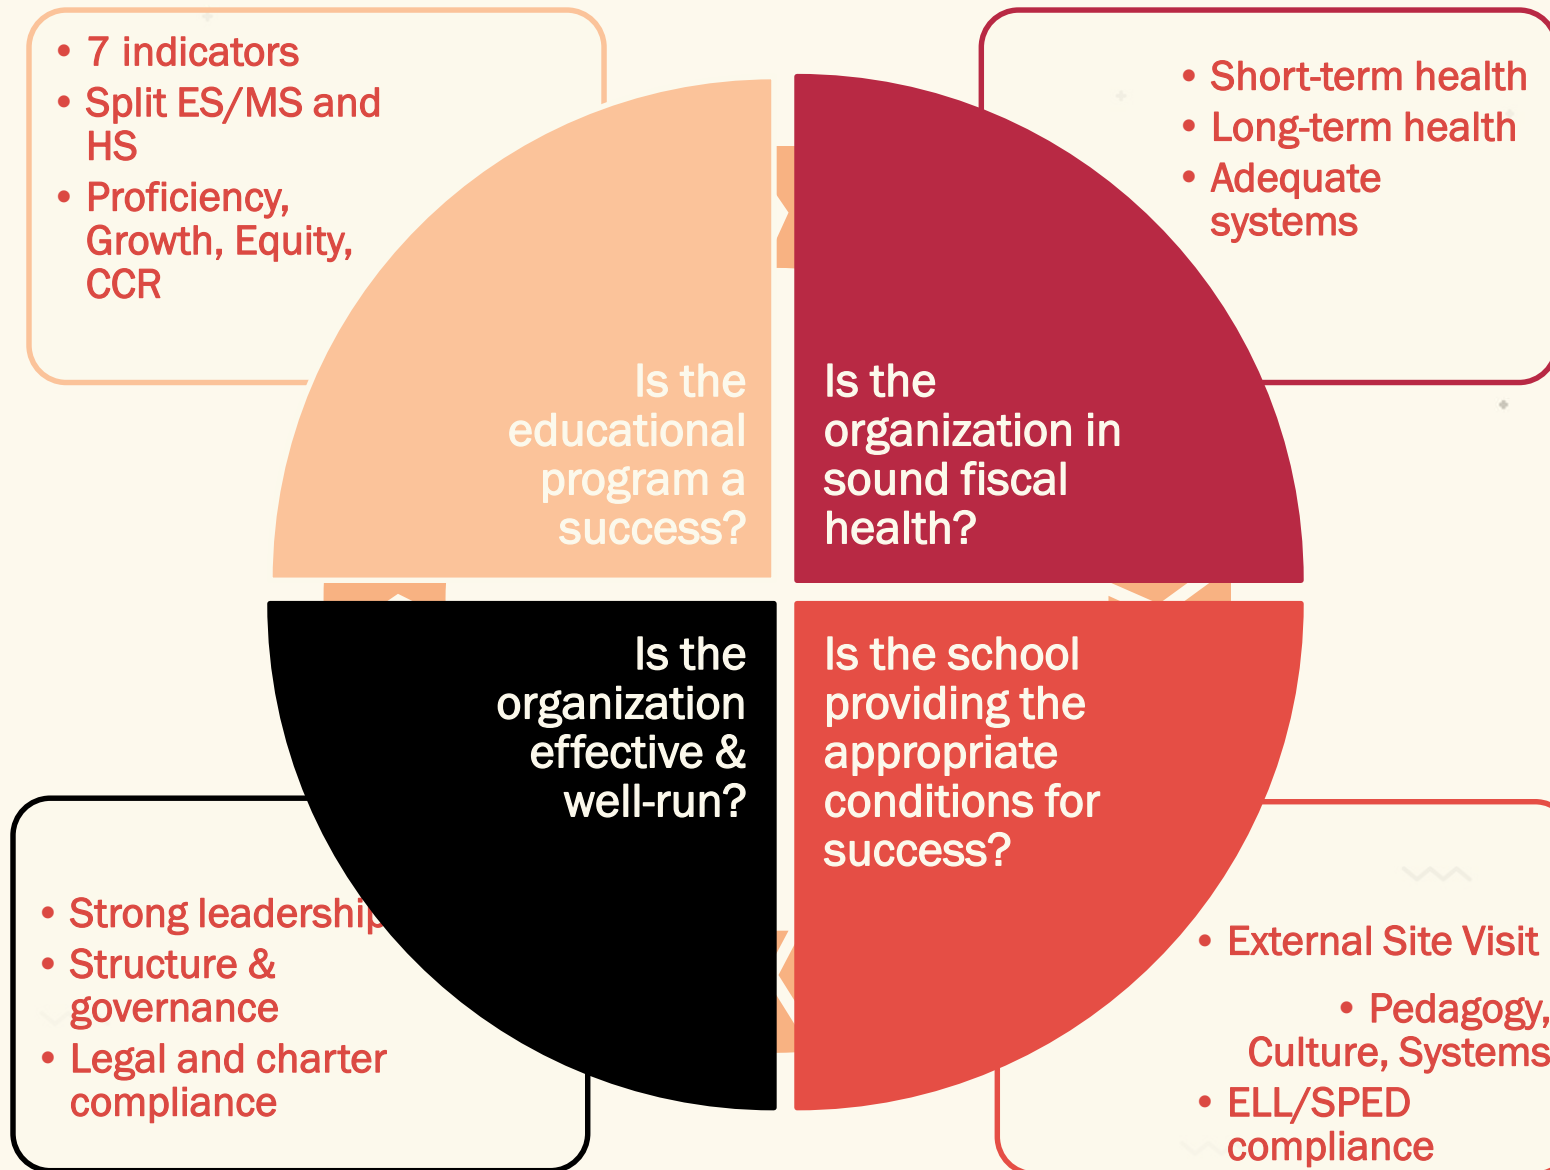 • 7 indicators
• Split ES/MS and
HS
• Proficiency,
Growth, Equity,
CCR
• Short-term health
• Long-term health
• Adequate
systems
Is the
educational
program a
success?
Is the
organization in
sound fiscal
health?
Is the
organization
effective &
well-run?
Is the school
providing the
appropriate
conditions for
success?
• Strong leadership
• Structure &
governance
• Legal and charter
compliance
• External Site Visit
• Pedagogy,
Culture, Systems
• ELL/SPED
compliance